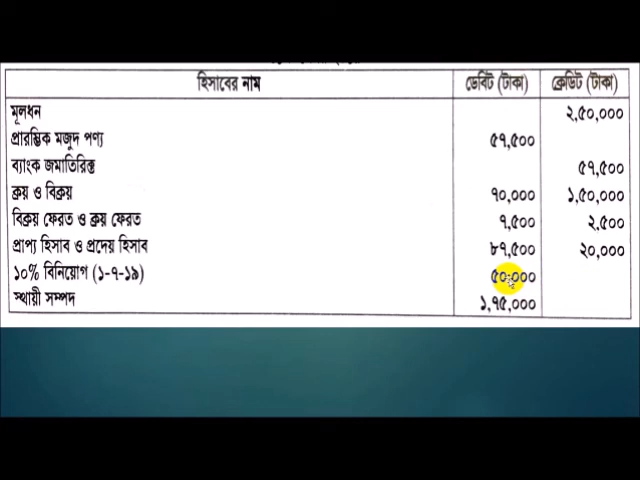 হিসাবের নাম ডেবিট (টাকা) ক্রেডিট (টাকা)
মূলধন ২,৫০,০০০
প্রারম্ভিক মজুদ পণ্য ৫৭,৫০০
ব্যাংক জমাতিরিক্ত ৫৭,৫০০
ক্রয় ও বিক্রয় ৭০,০০০ ১,৫০,০০০
বিক্রয় ফেরত ও ক্রয় ফেরত ৭,৫০০ ২,৫০০
প্রাপ্য হিসাব ও প্রদেয় হিসাব ৮৭,৫০০ ২০,০০০
১০% বিনিয়োগ (১-৭-১৯) ৫০,০০০
স্থায়ী সম্পদ ১,৭৫,০০০